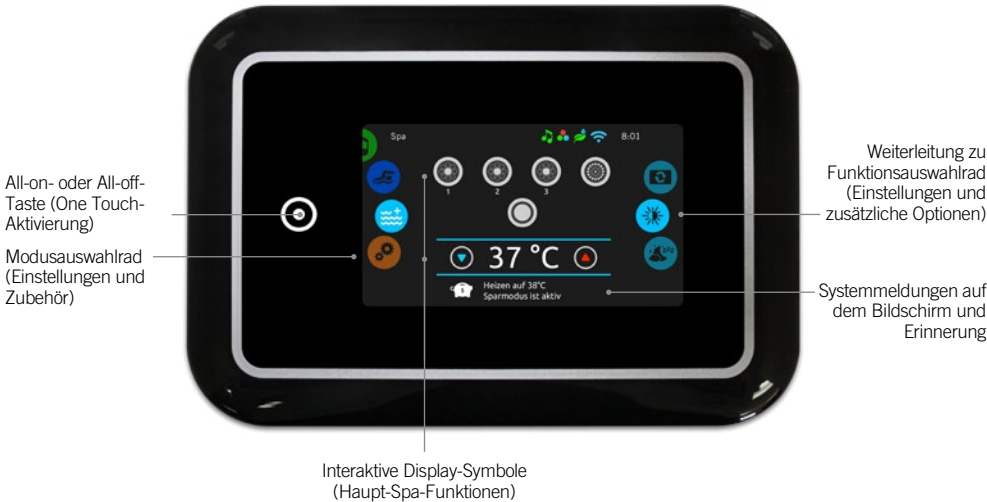 Spa
8:01
1
2
3
37 °C
Heizen auf 38°C
Sparmodus ist aktiv
All-on- oder All-off-
Taste (One Touch-
Aktivierung)
Modusauswahlrad
(Einstellungen und
Zubehör)
Weiterleitung zu
Funktionsauswahlrad
(Einstellungen und
zusätzliche Optionen)
Systemmeldungen auf
dem Bildschirm und
Erinnerung
Interaktive Display-Symbole
(Haupt-Spa-Funktionen)